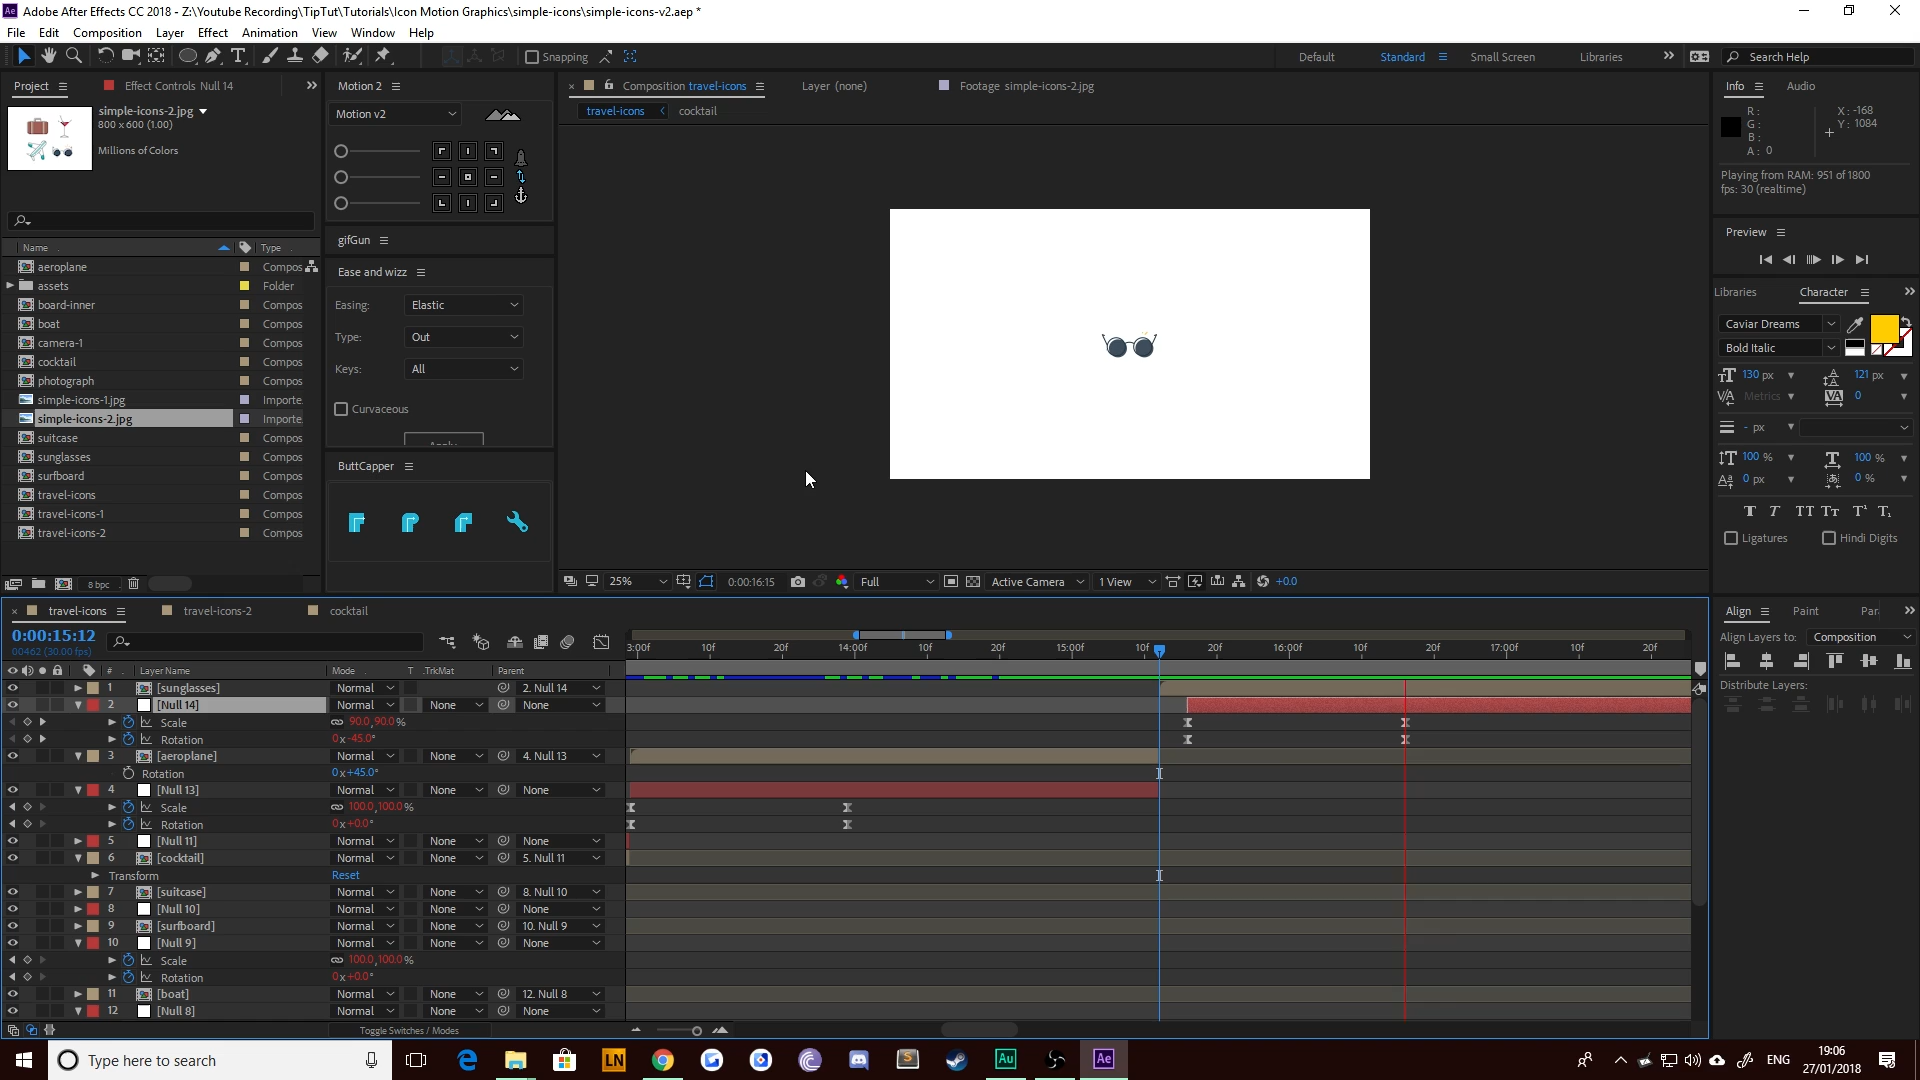 Adobe After Effects CC 2018 - Z:\Youtube Recording\TipTut\Tutorials\Icon Motion Graphics\simple-icons\simple-icons-v2.aep *
File Edit Composition Layer Effect Animation View Window Help
Snapping
Default Standard Small Screen Libraries
Search Help
Project
Effect Controls Null 14
simple-icons-2.jpg
800 x 600 (1.00)
Millions of Colors
Name Type
aeroplane Compos
assets Folder
board-inner Compos
boat Compos
camera-1 Compos
cocktail Compos
photograph Compos
simple-icons-1.jpg Importe
simple-icons-2.jpg Importe
suitcase Compos
sunglasses Compos
surfboard Compos
travel-icons Compos
travel-icons-1 Compos
travel-icons-2 Compos
8 bpc
Motion 2
Motion v2
gifGun
Ease and wizz
Easing: Elastic
Type: Out
Keys: All
Curvaceous
ButtCapper
Composition travel-icons
Layer (none)
Footage simple-icons-2.jpg
travel-icons cocktail
25% 0:00:16:15 Full Active Camera 1 View +0.0
Info Audio
R: X: -168
G: Y: 1084
B:
A: 0
Playing from RAM: 951 of 1800
fps: 30 (realtime)
Preview
Libraries Character
Caviar Dreams
Bold Italic
130 px 121 px
Metrics 0
- px
100 % 100 %
0 px 0 %
Ligatures Hindi Digits
travel-icons travel-icons-2 cocktail
0:00:15:12
00462 (30.00 fps)
3:00f 10f 20f 14:00f 10f 20f 15:00f 10f 20f 16:00f 10f 20f 17:00f 10f 20f
# Layer Name Mode T .TrkMat Parent
1 [sunglasses] Normal 2. Null 14
2 [Null 14] Normal None None
Scale 90.0,90.0%
Rotation 0x-45.0°
3 [aeroplane] Normal None 4. Null 13
Rotation 0x+45.0°
4 [Null 13] Normal None None
Scale 100.0,100.0%
Rotation 0x+0.0°
5 [Null 11] Normal None None
6 [cocktail] Normal None 5. Null 11
Transform Reset
7 [suitcase] Normal None 8. Null 10
8 [Null 10] Normal None None
9 [surfboard] Normal None 10. Null 9
10 [Null 9] Normal None None
Scale 100.0,100.0%
Rotation 0x+0.0°
11 [boat] Normal None 12. Null 8
12 [Null 8] Normal None None
Toggle Switches / Modes
Align Paint Par
Align Layers to: Composition
Distribute Layers:
Type here to search
LN
Au
Ae
ENG
19:06
27/01/2018